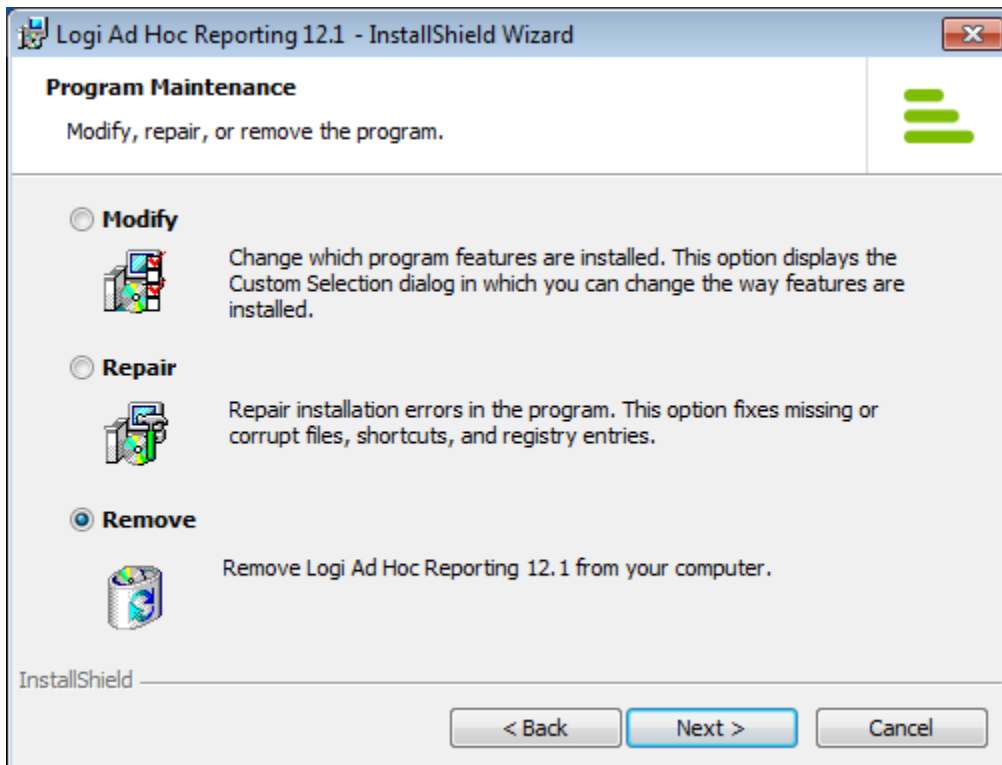 Logi Ad Hoc Reporting 12.1 - InstallShield Wizard
Program Maintenance
Modify, repair, or remove the program.
Modify
Change which program features are installed. This option displays the
Custom Selection dialog in which you can change the way features are
installed.
Repair
Repair installation errors in the program. This option fixes missing or
corrupt files, shortcuts, and registry entries.
Remove
Remove Logi Ad Hoc Reporting 12.1 from your computer.
InstallShield
< Back Next > Cancel